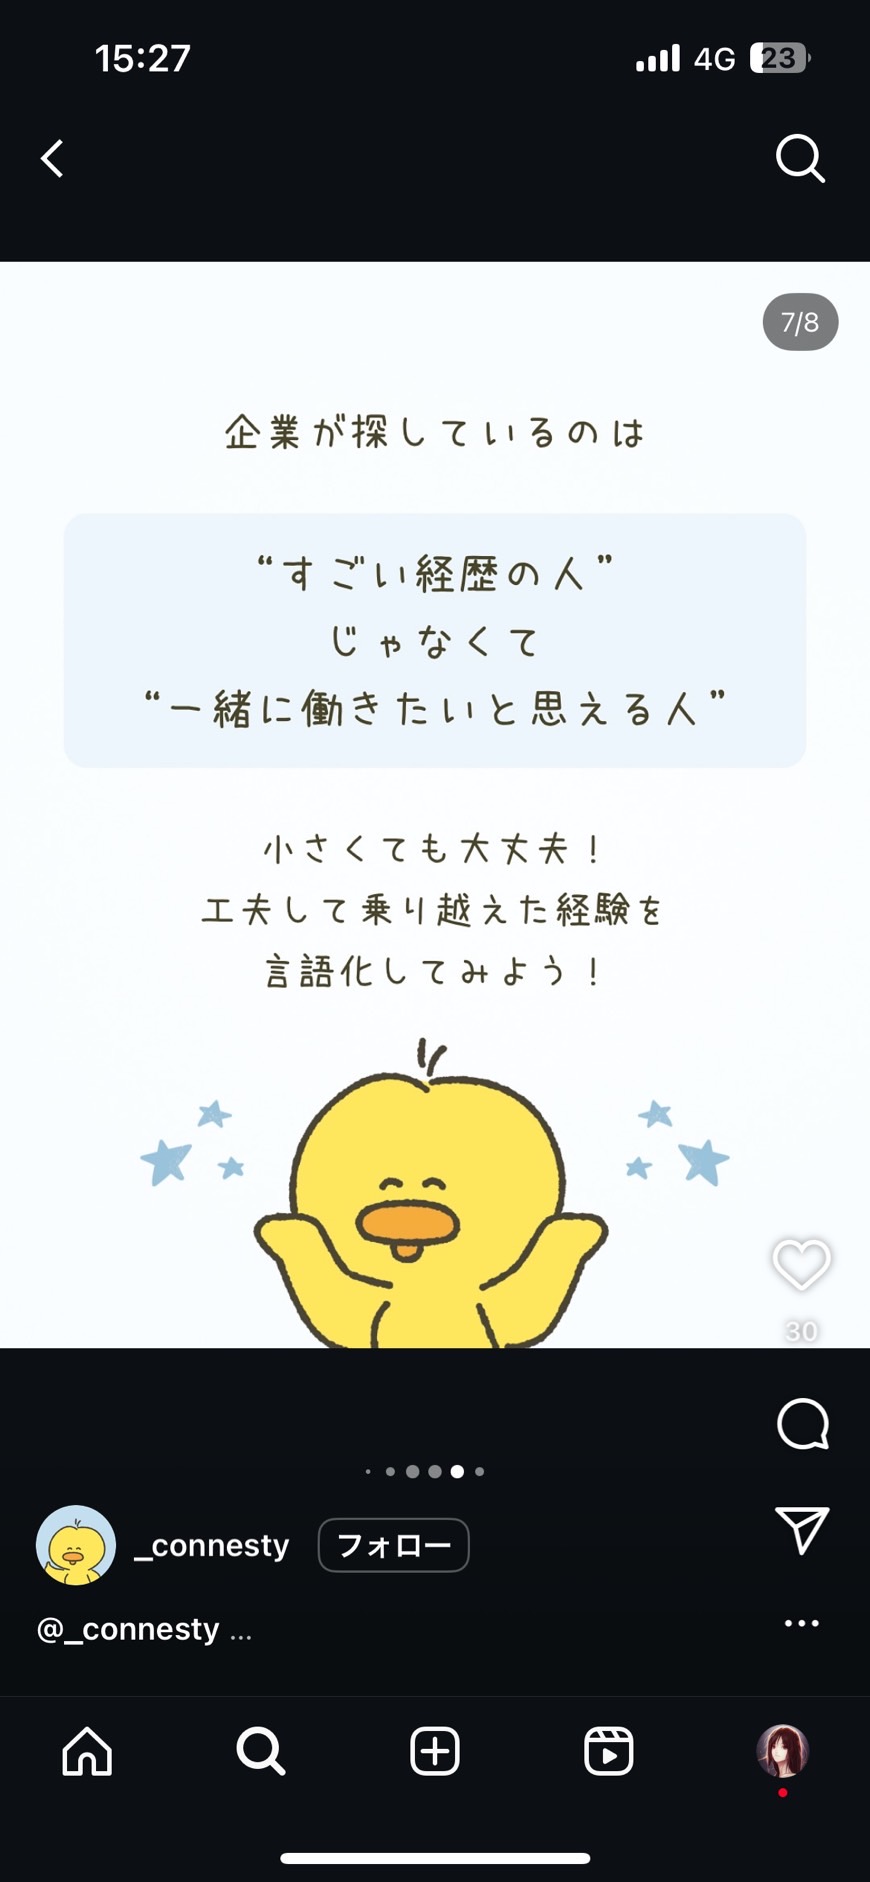 15:27
4G 23
7/8
企業が探しているのは
“すごい経歴の人”
じゃなくて
“一緒に働きたいと思える人”
小さくても大丈夫！
工夫して乗り越えた経験を
言語化してみよう！
30
_connesty フォロー
@_connesty ...